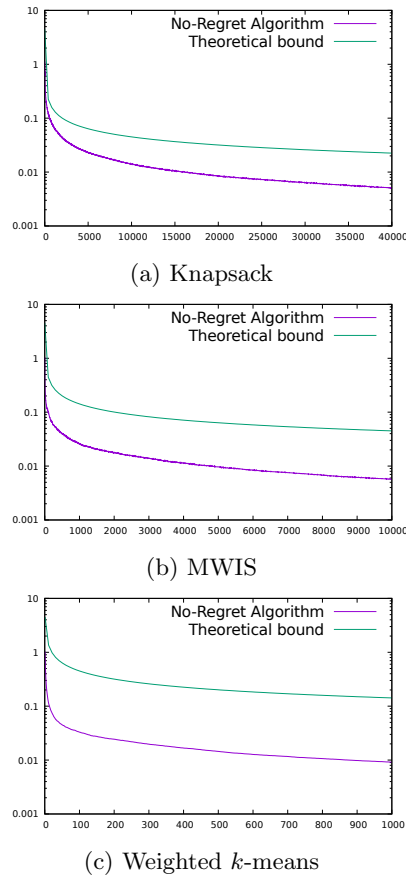 10
No-Regret Algorithm
Theoretical bound
1
0.1
0.01
0.001
0 5000 10000 15000 20000 25000 30000 35000 40000
(a) Knapsack
10
No-Regret Algorithm
Theoretical bound
1
0.1
0.01
0.001
0 1000 2000 3000 4000 5000 6000 7000 8000 9000 10000
(b) MWIS
10
No-Regret Algorithm
Theoretical bound
1
0.1
0.01
0.001
0 100 200 300 400 500 600 700 800 900 1000
(c) Weighted k-means